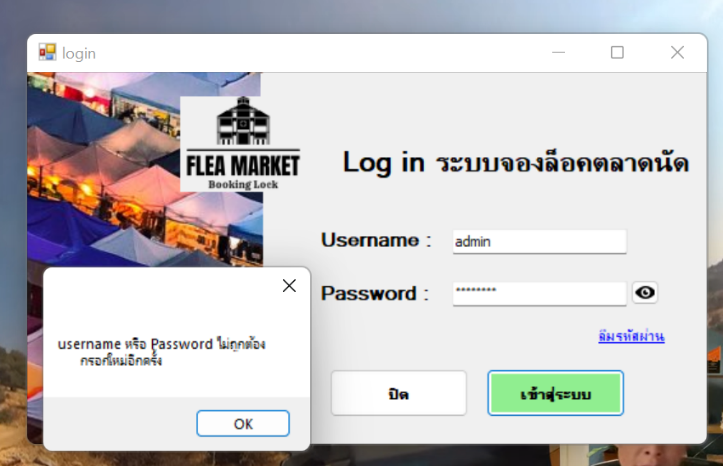 login
FLEA MARKET
Booking Lock
Log in ระบบจองล็อคตลาดนัด
Username :
admin
Password :
********
ลืมรหัสผ่าน
username หรือ Password ไม่ถูกต้อง
กรอกใหม่อีกครั้ง
OK
ปิด
เข้าสู่ระบบ